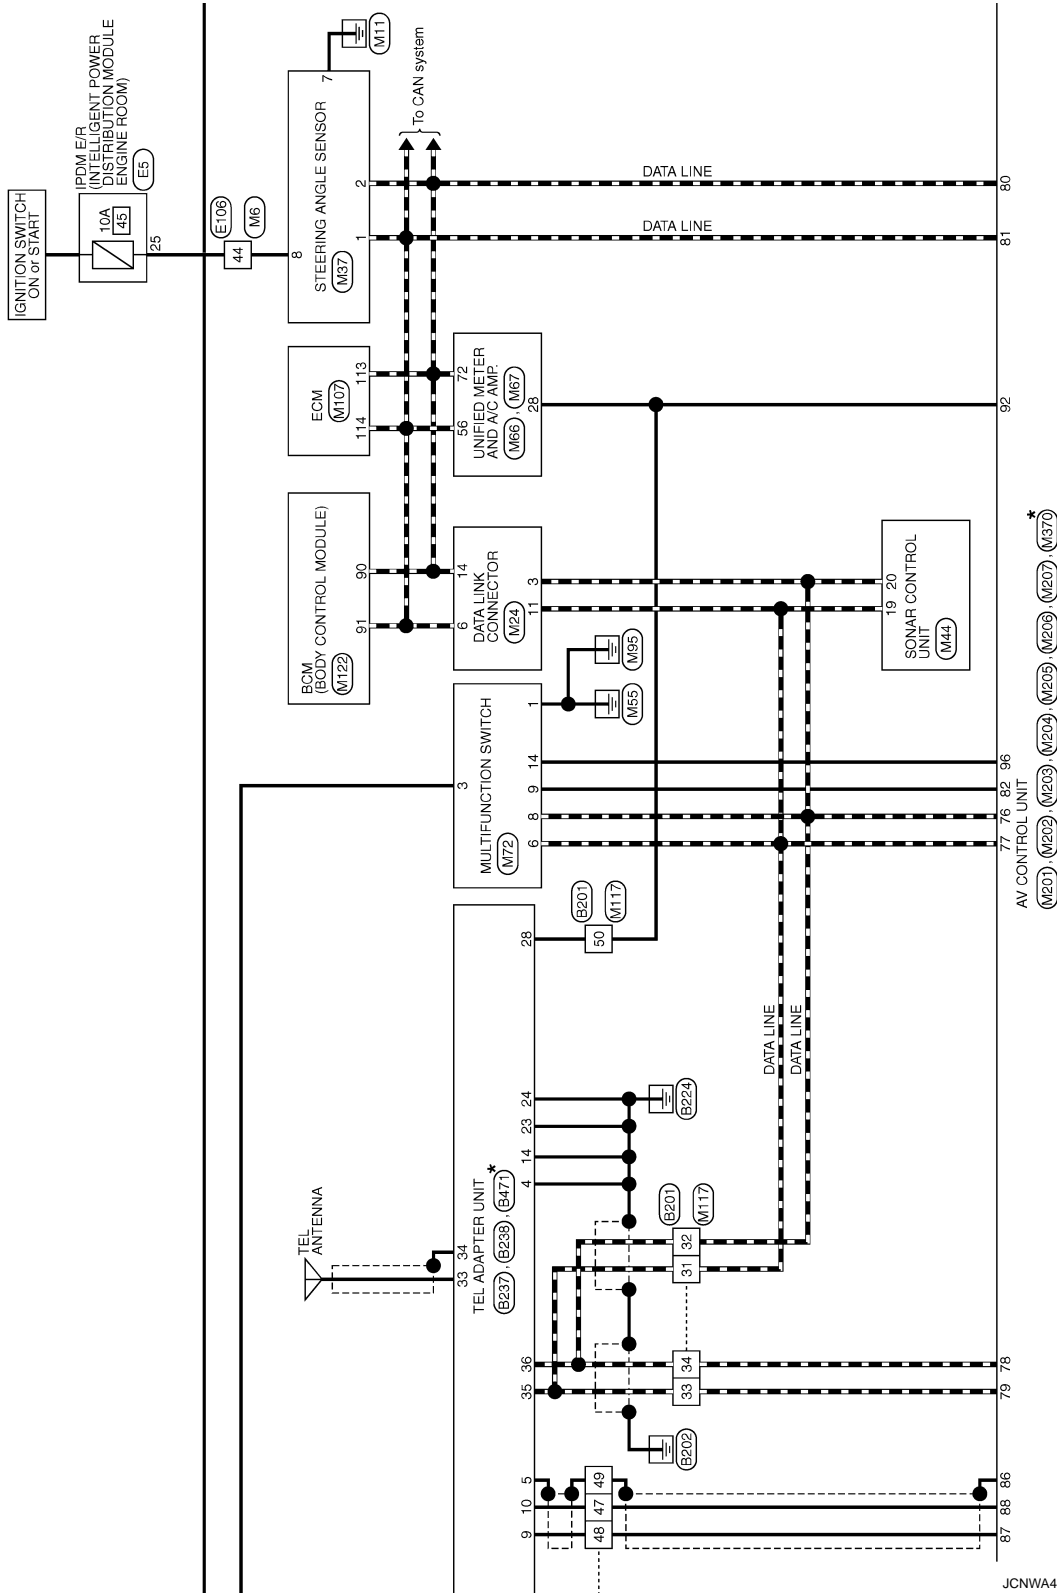 IGNITION SWITCH
ON or START
IPDM E/R
(INTELLIGENT POWER
DISTRIBUTION MODULE
ENGINE ROOM)
E5
10A
45
25
E106
M6
44
8
STEERING ANGLE SENSOR
M37
7
M11
1
2
To CAN system
DATA LINE
80
DATA LINE
81
ECM
M107
114
113
56
72
UNIFIED METER
AND A/C AMP.
M66 , M67
28
92
BCM
(BODY CONTROL MODULE)
M122
91
90
6
14
DATA LINK
CONNECTOR
M24
11
3
19
20
SONAR CONTROL
UNIT
M44
3
MULTIFUNCTION SWITCH
M72
6
8
9
14
1
M55
M95
77
76
82
96
AV CONTROL UNIT
M201 , M202 , M203 , M204 , M205 , M206 , M207 , M370
*
B201
M117
50
28
DATA LINE
DATA LINE
TEL
ANTENNA
33
34
TEL ADAPTER UNIT
B237 , B238 , B471
*
4
14
23
24
B224
B201
M117
31
32
35
36
33
34
79
78
B202
9
10
5
48
47
49
87
88
86
JCNWA4